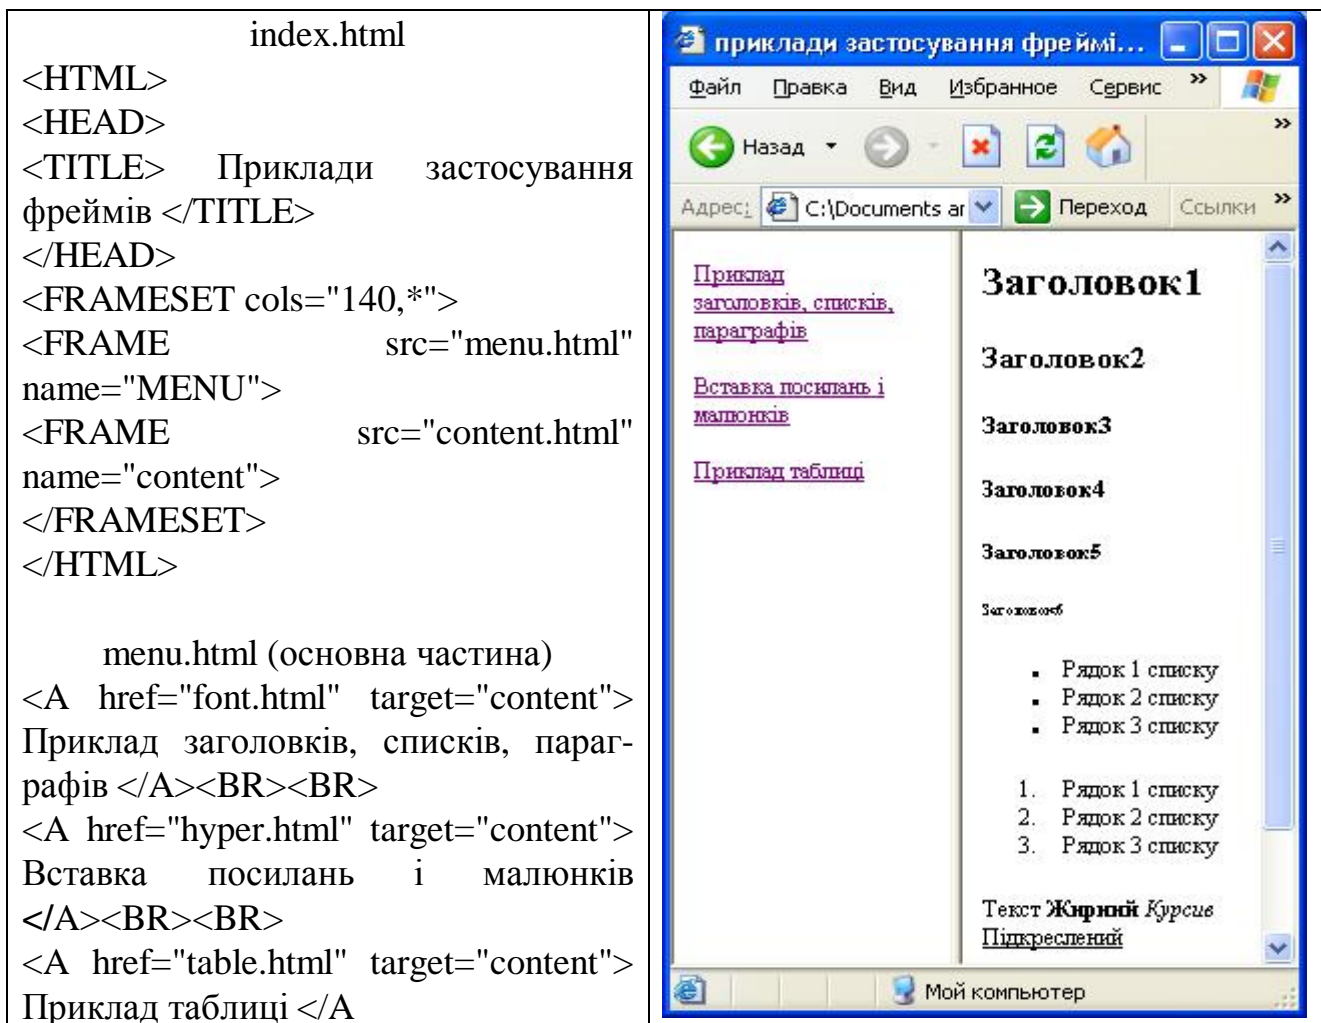 index.html
<HTML>
<HEAD>
<TITLE> Приклади застосування
фреймів </TITLE>
</HEAD>
<FRAMESET cols="140,*">
<FRAME src="menu.html"
name="MENU">
<FRAME src="content.html"
name="content">
</FRAMESET>
</HTML>
menu.html (основна частина)
<A href="font.html" target="content">
Приклад заголовків, списків, параг-
рафів </A><BR><BR>
<A href="hyper.html" target="content">
Вставка посилань і малюнків
</A><BR><BR>
<A href="table.html" target="content">
Приклад таблиці </A
приклади застосування фреймі...
Файл Правка Вид Избранное Сервис »
Назад »
Адрес: C:\Documents ar Переход Ссылки »
Приклад
заголовків, списків,
параграфів
Вставка посилань і
малюнків
Приклад таблиці
Заголовок1
Заголовок2
Заголовок3
Заголовок4
Заголовок5
Заголовок6
▪ Рядок 1 списку
▪ Рядок 2 списку
▪ Рядок 3 списку
1. Рядок 1 списку
2. Рядок 2 списку
3. Рядок 3 списку
Текст Жирний Курсив
Підкреслений
Мой компьютер